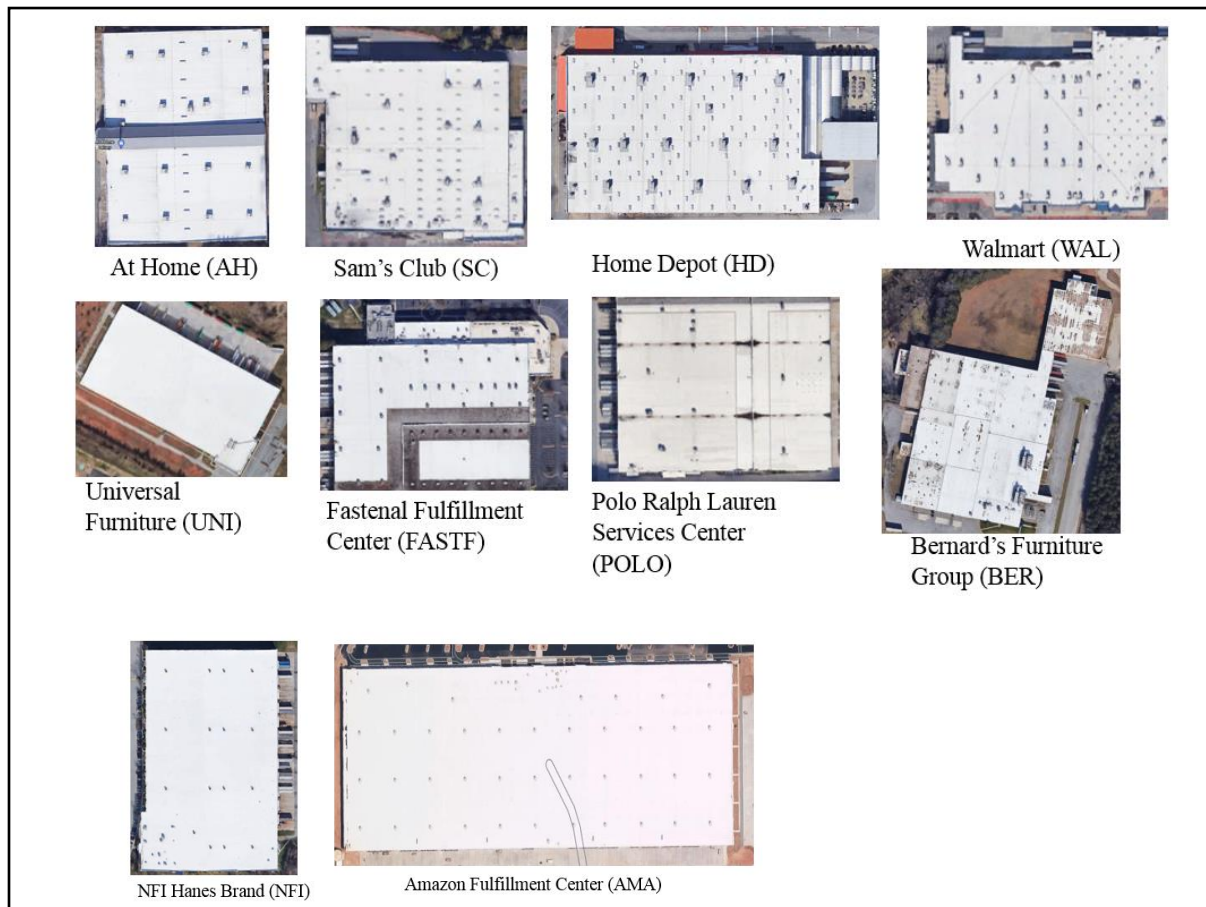 At Home (AH)
Sam's Club (SC)
Home Depot (HD)
Walmart (WAL)
Universal
Furniture (UNI)
Fastenal Fulfillment
Center (FASTF)
Polo Ralph Lauren
Services Center
(POLO)
Bernard's Furniture
Group (BER)
NFI Hanes Brand (NFI)
Amazon Fulfillment Center (AMA)